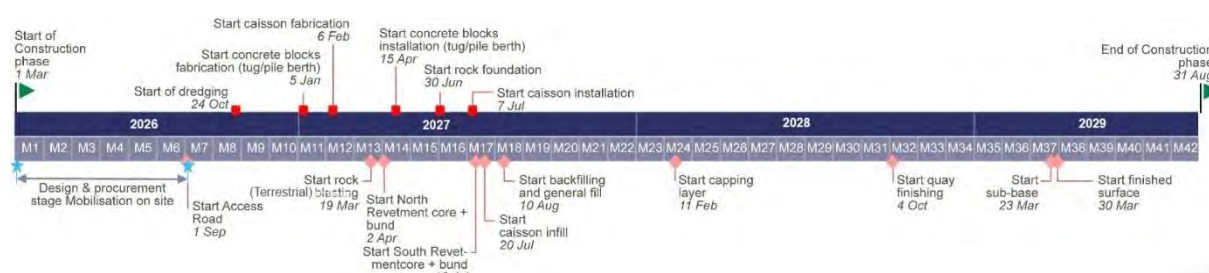 Start of
Construction
phase
1 Mar
Start of dredging
24 Oct
Start concrete blocks
fabrication (tug/pile berth)
5 Jan
Start caisson fabrication
6 Feb
Start concrete blocks
installation (tug/pile berth)
15 Apr
Start rock foundation
30 Jun
Start caisson installation
7 Jul
End of Construction
phase
31 Aug
2026 2027 2028 2029
M1 M2 M3 M4 M5 M6 M7 M8 M9 M10 M11 M12 M13 M14 M15 M16 M17 M18 M19 M20 M21 M22 M23 M24 M25 M26 M27 M28 M29 M30 M31 M32 M33 M34 M35 M36 M37 M38 M39 M40 M41 M42
Design & procurement
stage Mobilisation on site
Start Access
Road
1 Sep
Start rock
(Terrestrial) blasting
19 Mar
Start North
Revetment core +
bund
2 Apr
Start South Revet-
mentcore + bund
Start
caisson infill
20 Jul
Start backfilling
and general fill
10 Aug
Start capping
layer
11 Feb
Start quay
finishing
4 Oct
Start
sub-base
23 Mar
Start finished
surface
30 Mar